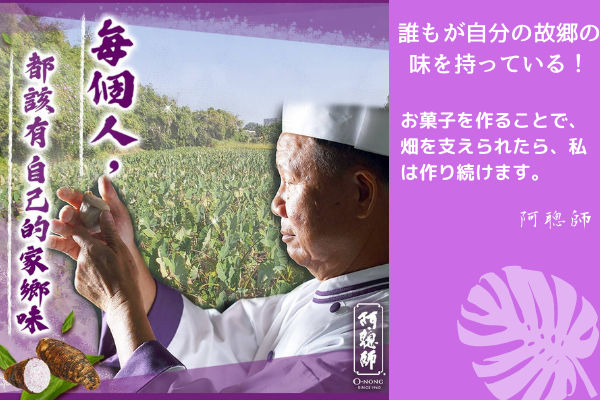 每個人，
都該有自己的家鄉味
阿聰師
O-NONG
SINCE 1960
誰もが自分の故郷の
味を持っている！
お菓子を作ることで、
畑を支えられたら、私
は作り続けます。
阿聰師